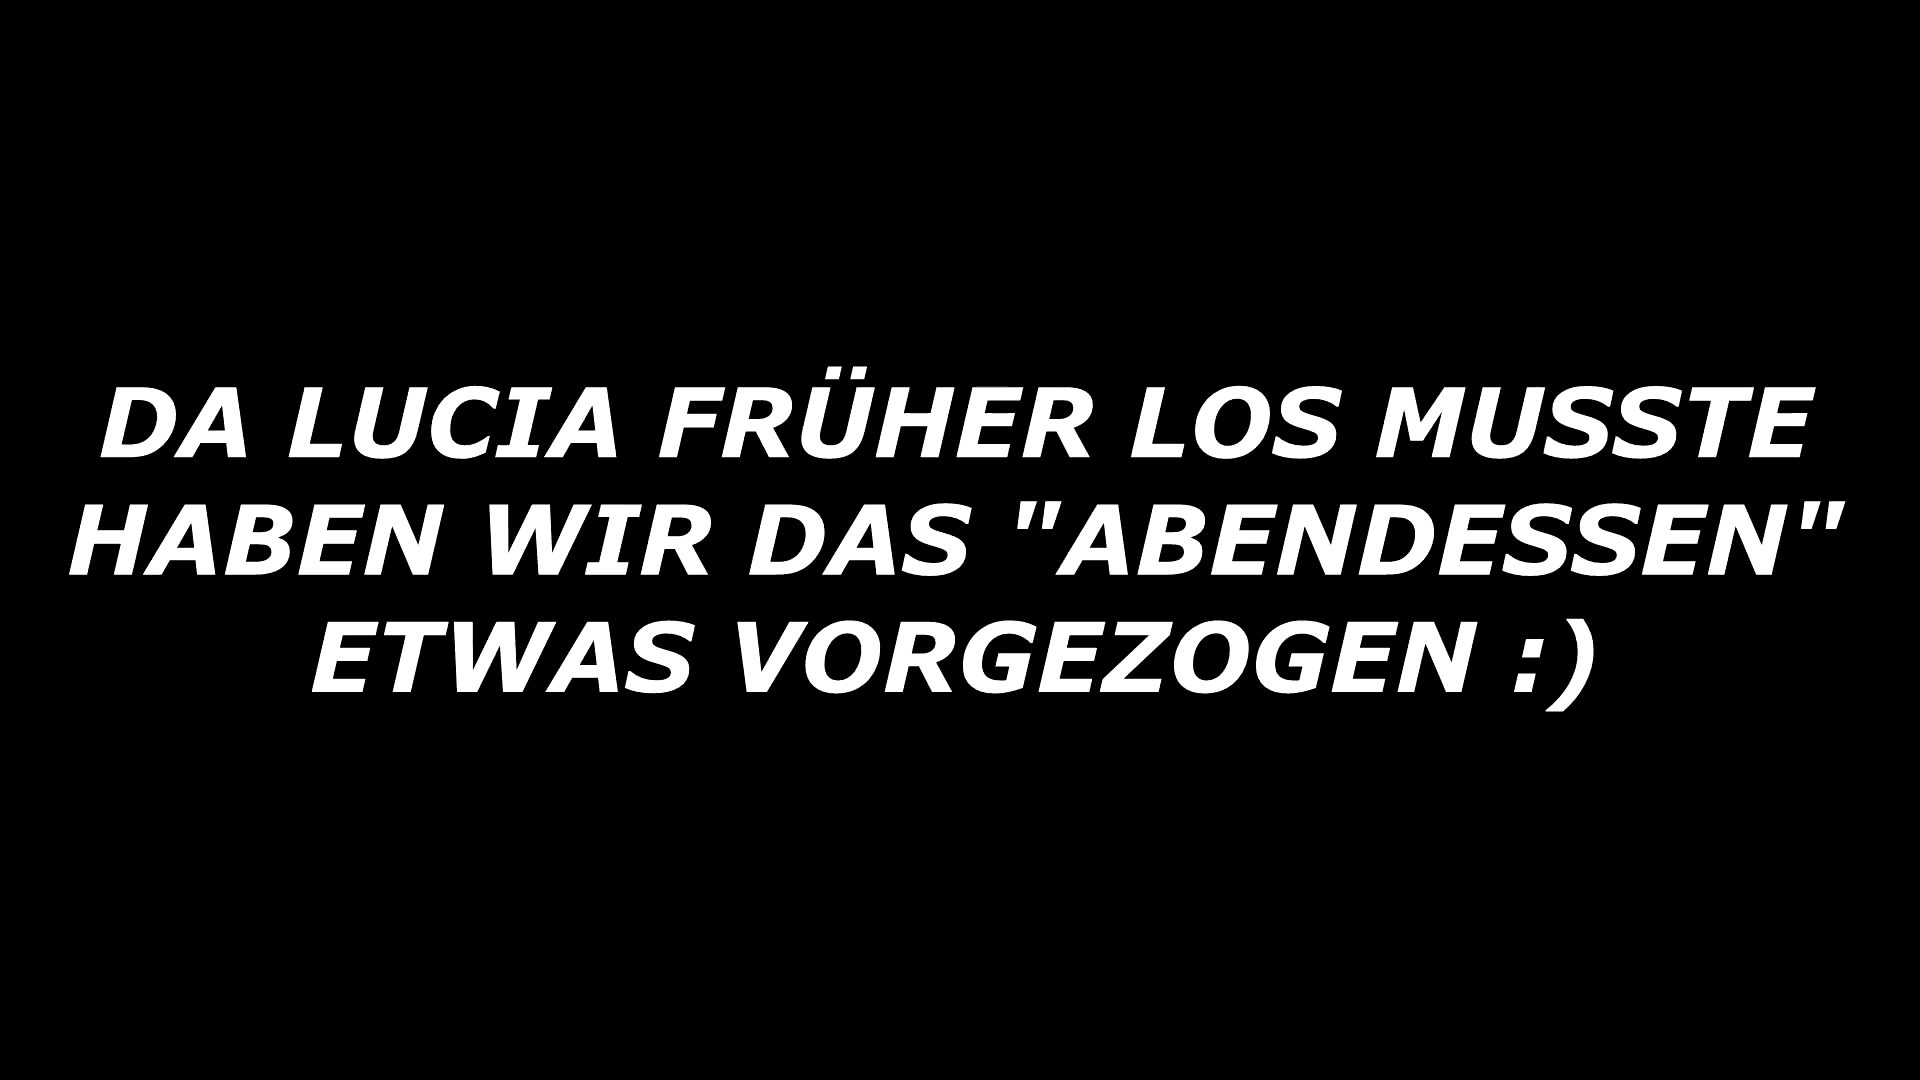 DA LUCIA FRÜHER LOS MUSSTE
HABEN WIR DAS "ABENDESSEN"
ETWAS VORGEZOGEN :)